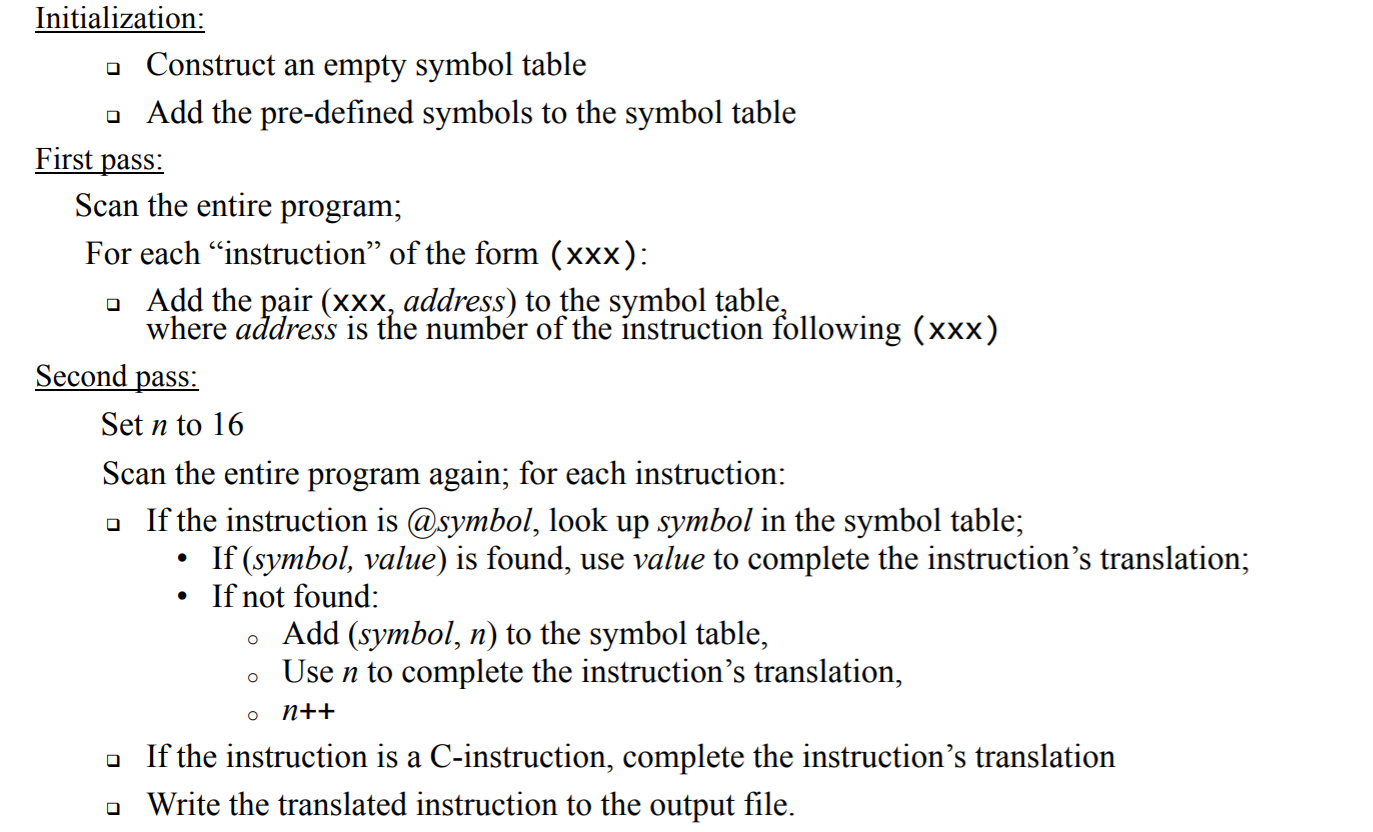 Initialization:
❑ Construct an empty symbol table
❑ Add the pre-defined symbols to the symbol table
First pass:
Scan the entire program;
For each “instruction” of the form (xxx):
❑ Add the pair (xxx, address) to the symbol table,
where address is the number of the instruction following (xxx)
Second pass:
Set n to 16
Scan the entire program again; for each instruction:
❑ If the instruction is @symbol, look up symbol in the symbol table;
• If (symbol, value) is found, use value to complete the instruction’s translation;
• If not found:
○ Add (symbol, n) to the symbol table,
○ Use n to complete the instruction’s translation,
○ n++
❑ If the instruction is a C-instruction, complete the instruction’s translation
❑ Write the translated instruction to the output file.